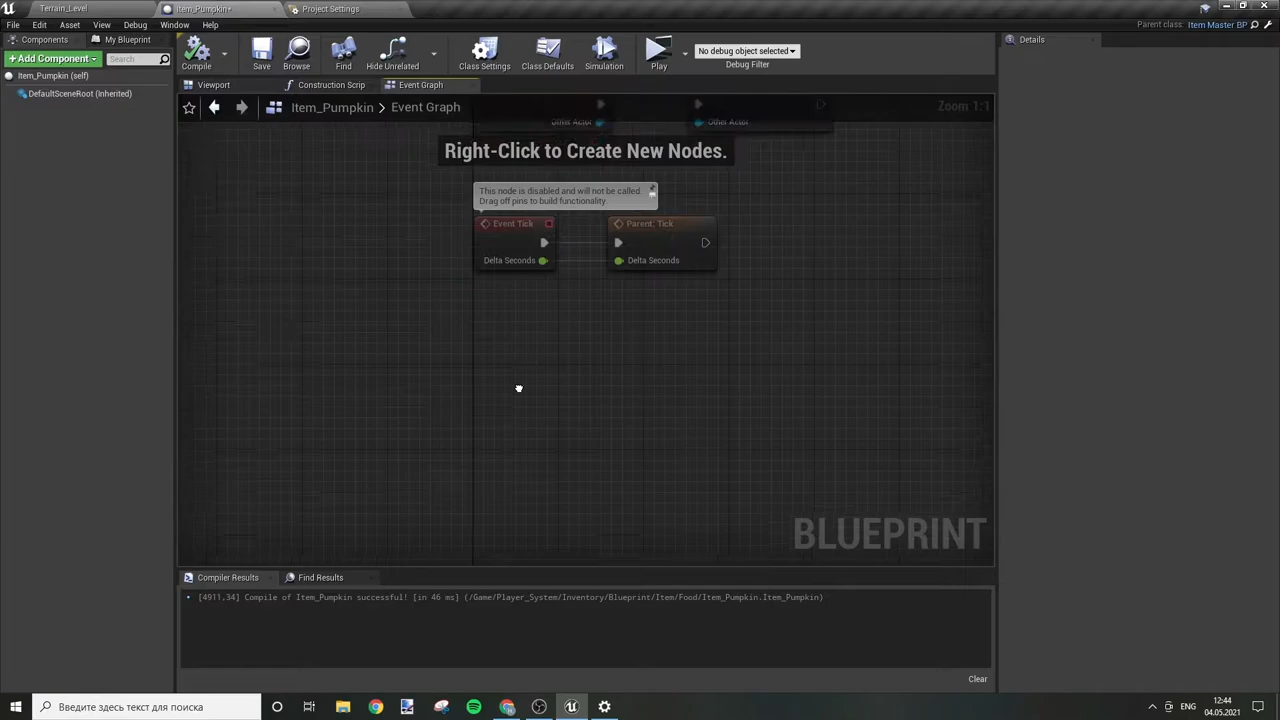 Terrain_Level
Item_Pumpkin*
Project Settings
File Edit Asset View Debug Window Help
Parent class: Item Master BP
Components
My Blueprint
+ Add Component
Search
Item_Pumpkin (self)
DefaultSceneRoot (Inherited)
Compile
Save
Browse
Find
Hide Unrelated
Class Settings
Class Defaults
Simulation
Play
No debug object selected
Debug Filter
Details
Viewport
Construction Scrip
Event Graph
Item_Pumpkin > Event Graph
Zoom 1:1
Other Actor
Other Actor
Right-Click to Create New Nodes.
This node is disabled and will not be called.
Drag off pins to build functionality.
Event Tick
Delta Seconds
Parent: Tick
Delta Seconds
BLUEPRINT
Compiler Results
Find Results
[4911,34] Compile of Item_Pumpkin successful! [in 46 ms] (/Game/Player_System/Inventory/Blueprint/Item/Food/Item_Pumpkin.Item_Pumpkin)
Clear
Введите здесь текст для поиска
ENG
12:44
04.05.2021